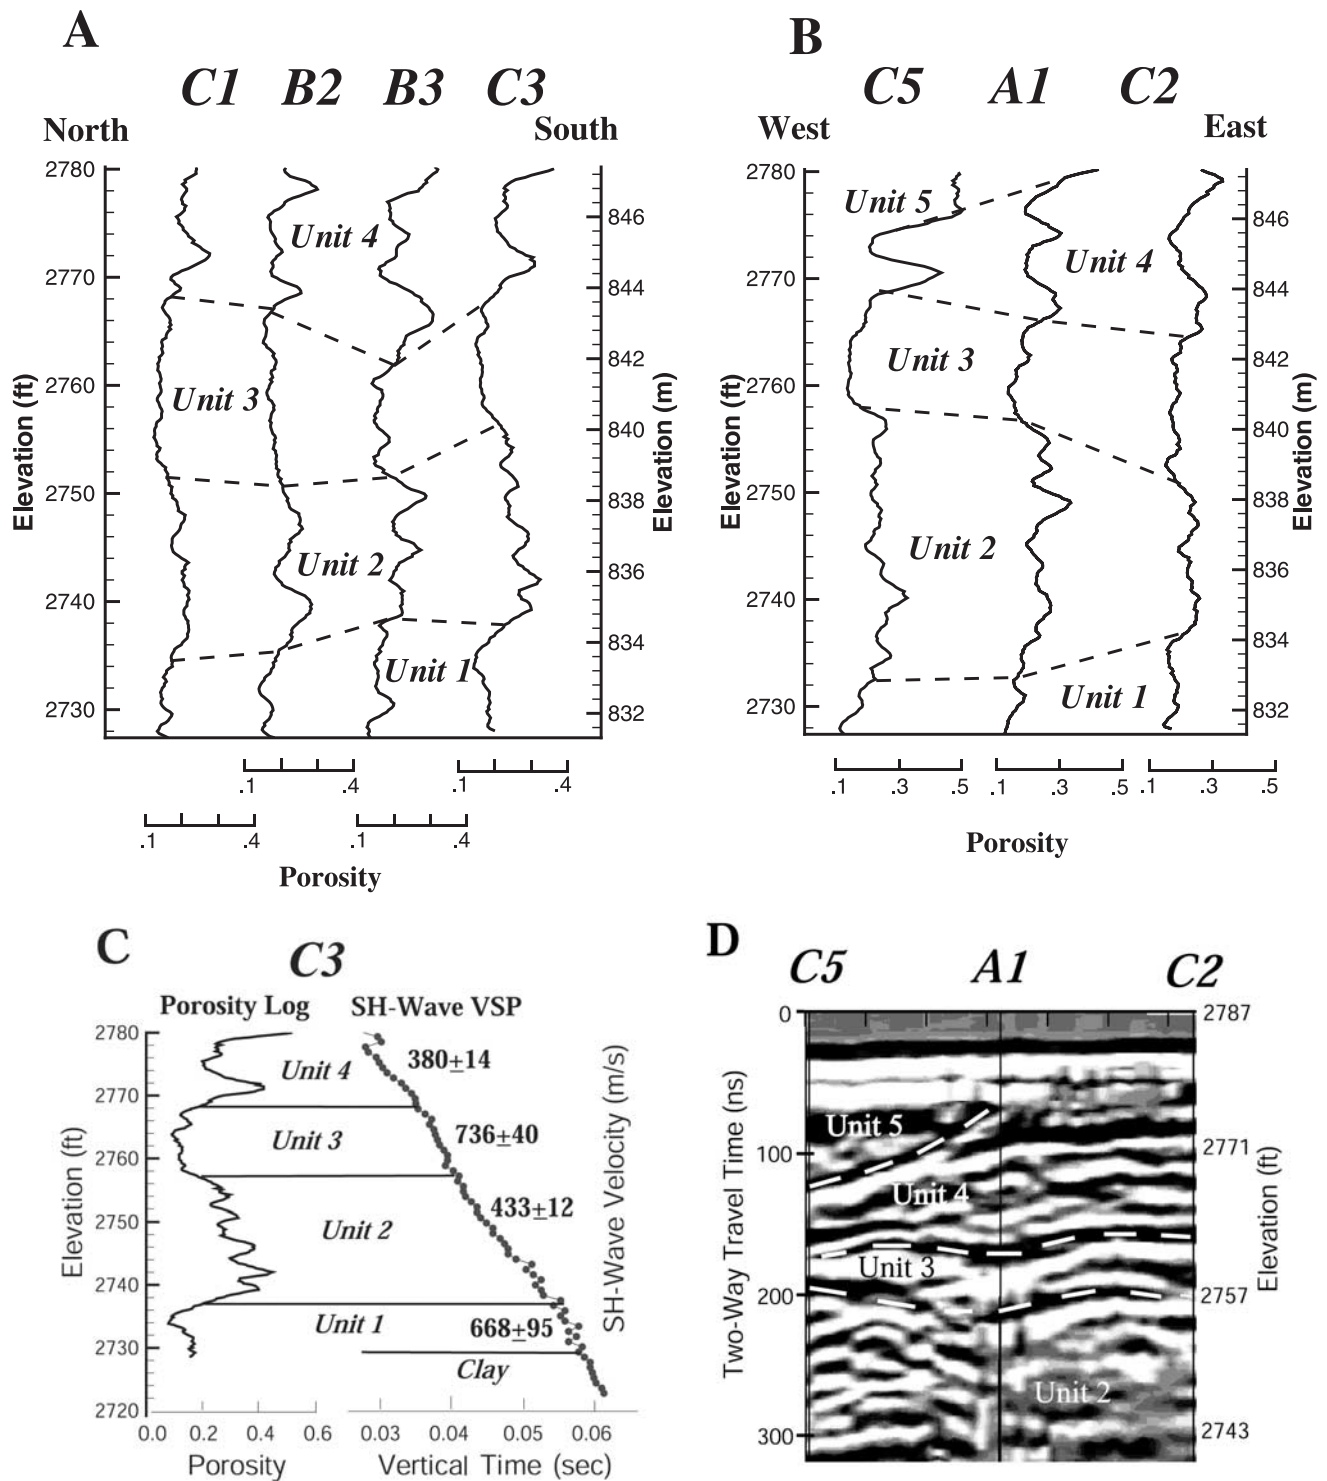 A
C1 B2 B3 C3
North South
2780
2770
2760
2750
2740
2730
Elevation (ft)
Unit 4
Unit 3
Unit 2
Unit 1
846
844
842
840
838
836
834
832
Elevation (m)
.1 .4 .1 .4
.1 .4 .1 .4
Porosity
B
C5 A1 C2
West East
2780
2770
2760
2750
2740
2730
Elevation (ft)
Unit 5
Unit 4
Unit 3
Unit 2
Unit 1
846
844
842
840
838
836
834
832
Elevation (m)
.1 .3 .5 .1 .3 .5 .1 .3 .5
Porosity
C
C3
Porosity Log SH-Wave VSP
2780
2770
2760
2750
2740
2730
2720
Elevation (ft)
Unit 4
Unit 3
Unit 2
Unit 1
Clay
380±14
736±40
433±12
668±95
SH-Wave Velocity (m/s)
0.0 0.2 0.4 0.6 0.03 0.04 0.05 0.06
Porosity Vertical Time (sec)
D
C5 A1 C2
0
100
200
300
Two-Way Travel Time (ns)
Unit 5
Unit 4
Unit 3
Unit 2
2787
2771
2757
2743
Elevation (ft)